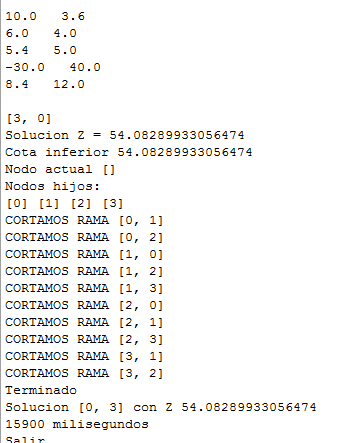 10.0 3.6
6.0 4.0
5.4 5.0
-30.0 40.0
8.4 12.0
[3, 0]
Solucion Z = 54.08289933056474
Cota inferior 54.08289933056474
Nodo actual []
Nodos hijos:
[0] [1] [2] [3]
CORTAMOS RAMA [0, 1]
CORTAMOS RAMA [0, 2]
CORTAMOS RAMA [1, 0]
CORTAMOS RAMA [1, 2]
CORTAMOS RAMA [1, 3]
CORTAMOS RAMA [2, 0]
CORTAMOS RAMA [2, 1]
CORTAMOS RAMA [2, 3]
CORTAMOS RAMA [3, 1]
CORTAMOS RAMA [3, 2]
Terminado
Solucion [0, 3] con Z 54.08289933056474
15900 milisegundos
Salir